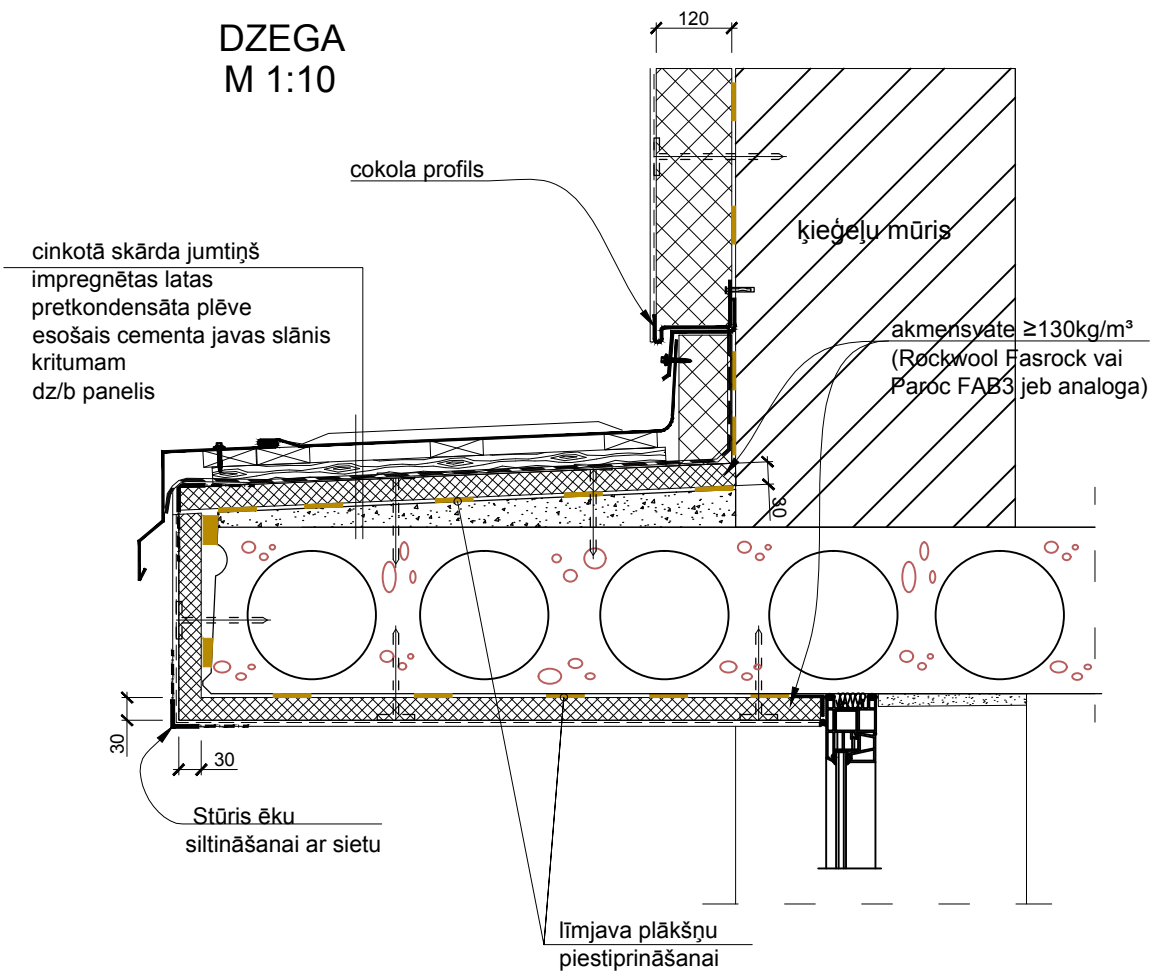 DZEGA
M 1:10
120
cokola profils
ķieģeļu mūris
cinkotā skārda jumtiņš
impregnētas latas
pretkondensāta plēve
esošais cementa javas slānis
kritumam
dz/b panelis
akmensvate ≥130kg/m³
(Rockwool Fasrock vai
Paroc FAB3 jeb analoga)
30
30
30
Stūris ēku
siltināšanai ar sietu
līmjava plākšņu
piestiprināšanai